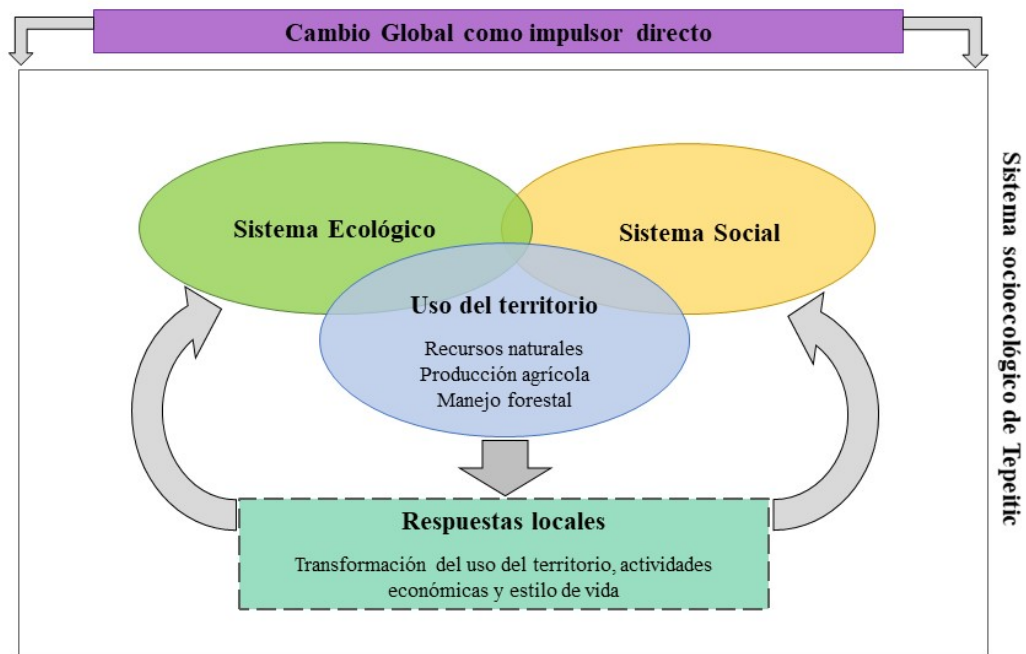 Cambio Global como impulsor directo
Sistema Ecológico
Sistema Social
Uso del territorio
Recursos naturales
Producción agrícola
Manejo forestal
Respuestas locales
Transformación del uso del territorio, actividades
económicas y estilo de vida
Sistema socioecológico de Tepeitic